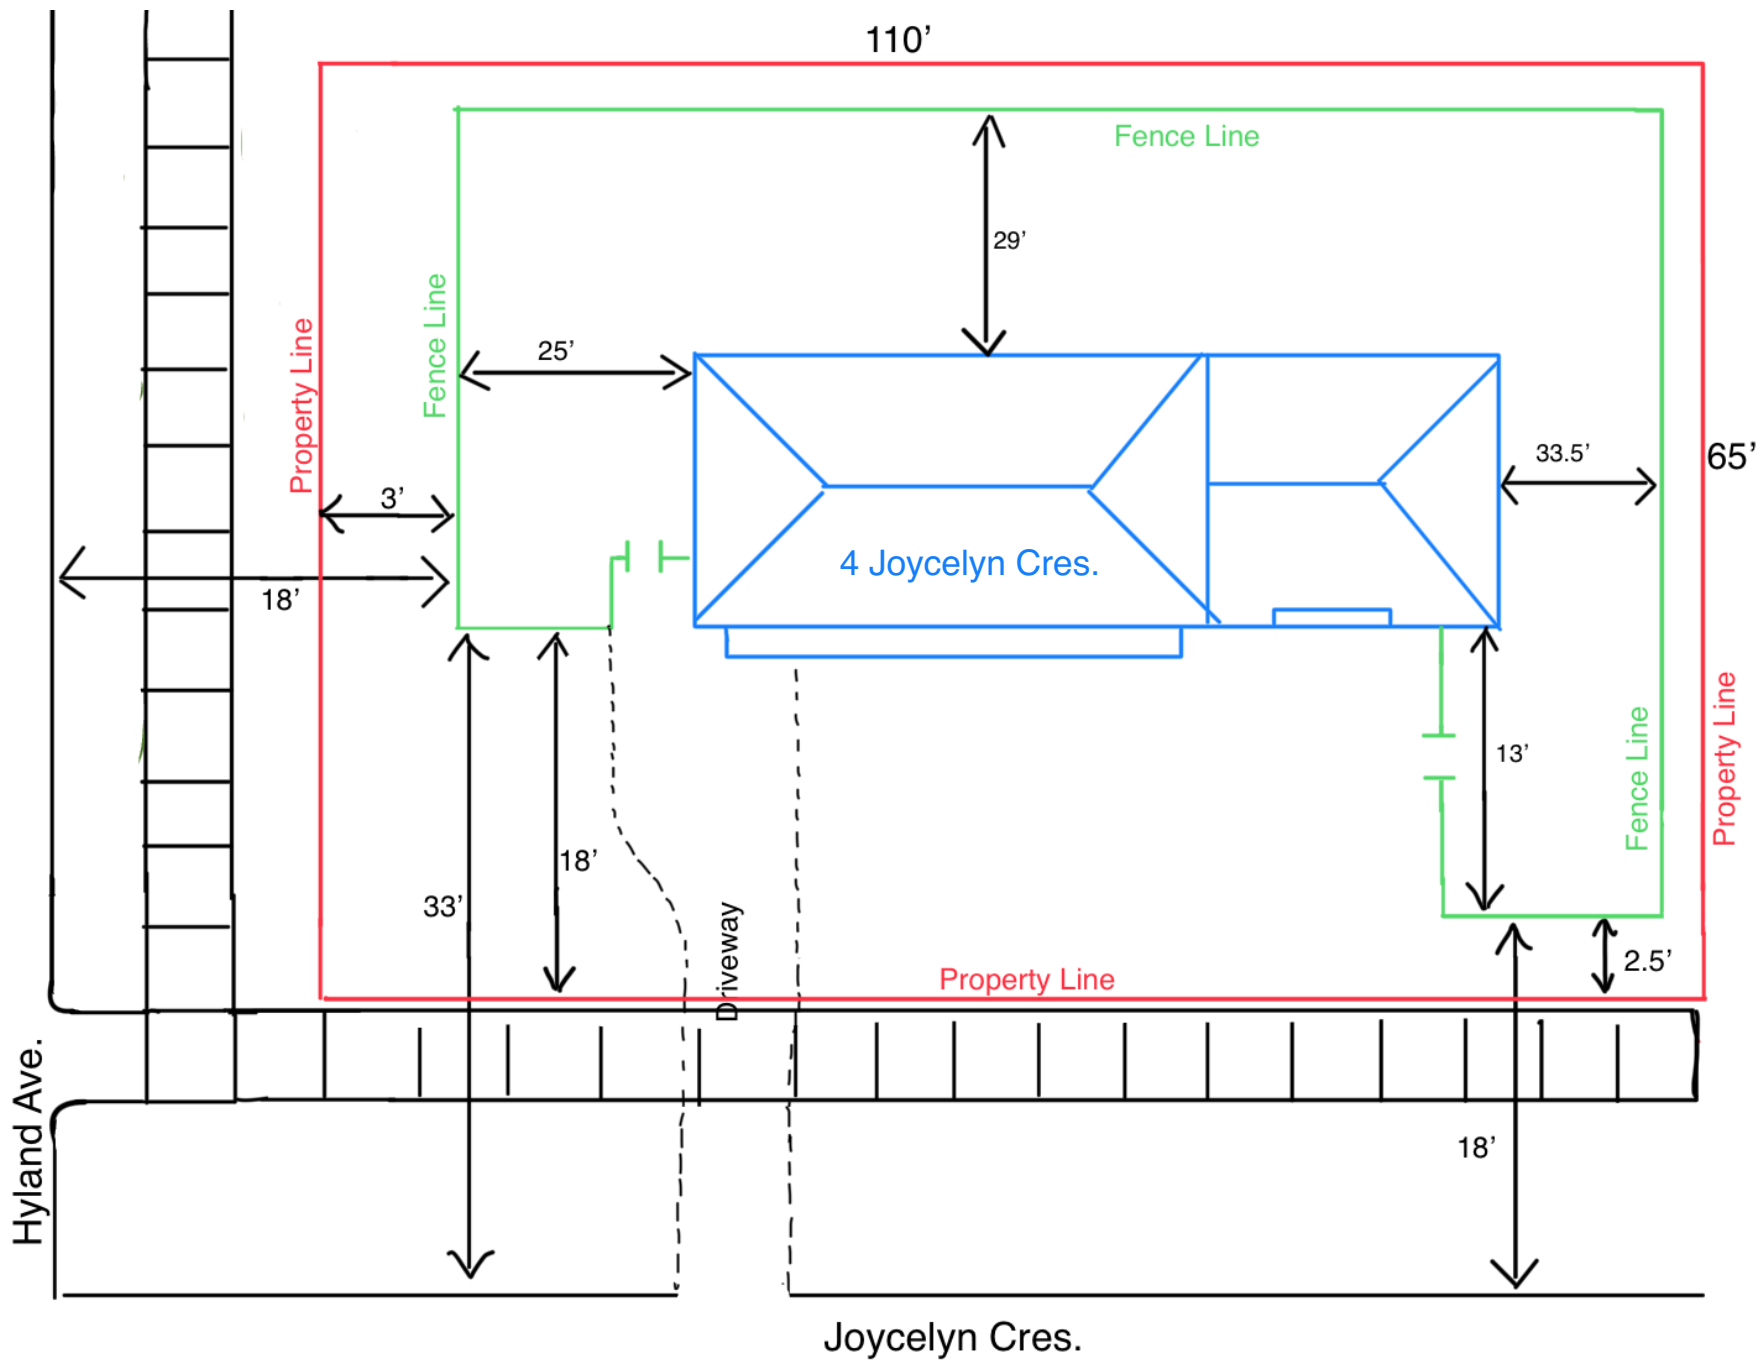 110’
Fence Line
29’
Fence Line
Property Line
25’
33.5’
65’
3’
4 Joycelyn Cres.
18’
13’
Property Line
Fence Line
18’
33’
Driveway
2.5’
Property Line
18’
Hyland Ave.
Joycelyn Cres.